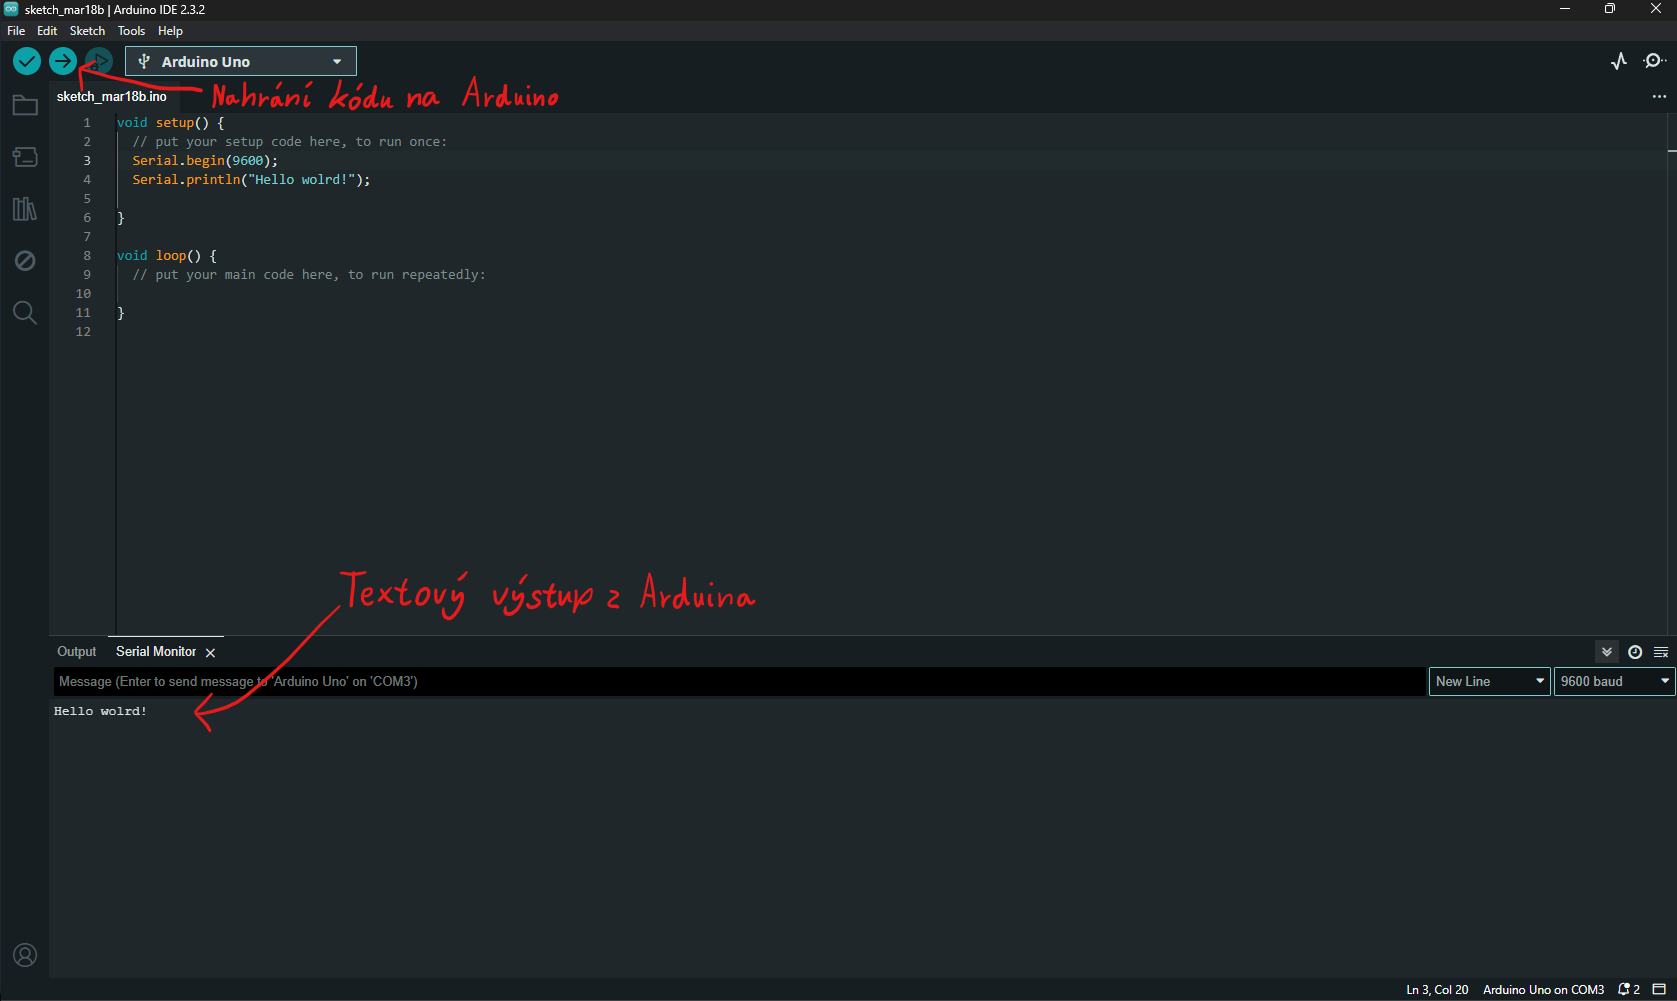 sketch_mar18b | Arduino IDE 2.3.2
File Edit Sketch Tools Help
Arduino Uno
sketch_mar18b.ino
Nahrání kódu na Arduino
1 void setup() {
2 // put your setup code here, to run once:
3 Serial.begin(9600);
4 Serial.println("Hello wolrd!");
5
6 }
7
8 void loop() {
9 // put your main code here, to run repeatedly:
10
11 }
12
Textový výstup z Arduina
Output Serial Monitor
Message (Enter to send message to 'Arduino Uno' on 'COM3') New Line 9600 baud
Hello wolrd!
Ln 3, Col 20 Arduino Uno on COM3 2